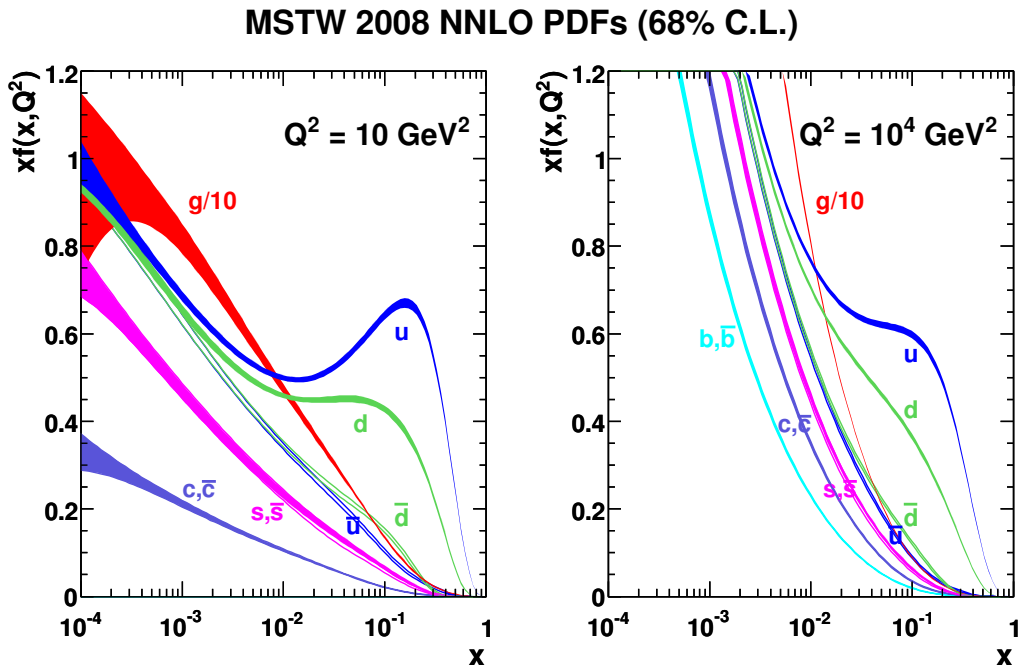 MSTW 2008 NNLO PDFs (68% C.L.)
xf(x,Q²)
1.2
1
0.8
0.6
0.4
0.2
0
Q² = 10 GeV²
g/10
u
d
c,c̄
s,s̄
ū
d̄
10⁻⁴ 10⁻³ 10⁻² 10⁻¹ 1
x
xf(x,Q²)
1.2
1
0.8
0.6
0.4
0.2
0
Q² = 10⁴ GeV²
g/10
b,b̄
u
d
c,c̄
s,s̄
d̄
ū
10⁻⁴ 10⁻³ 10⁻² 10⁻¹ 1
x